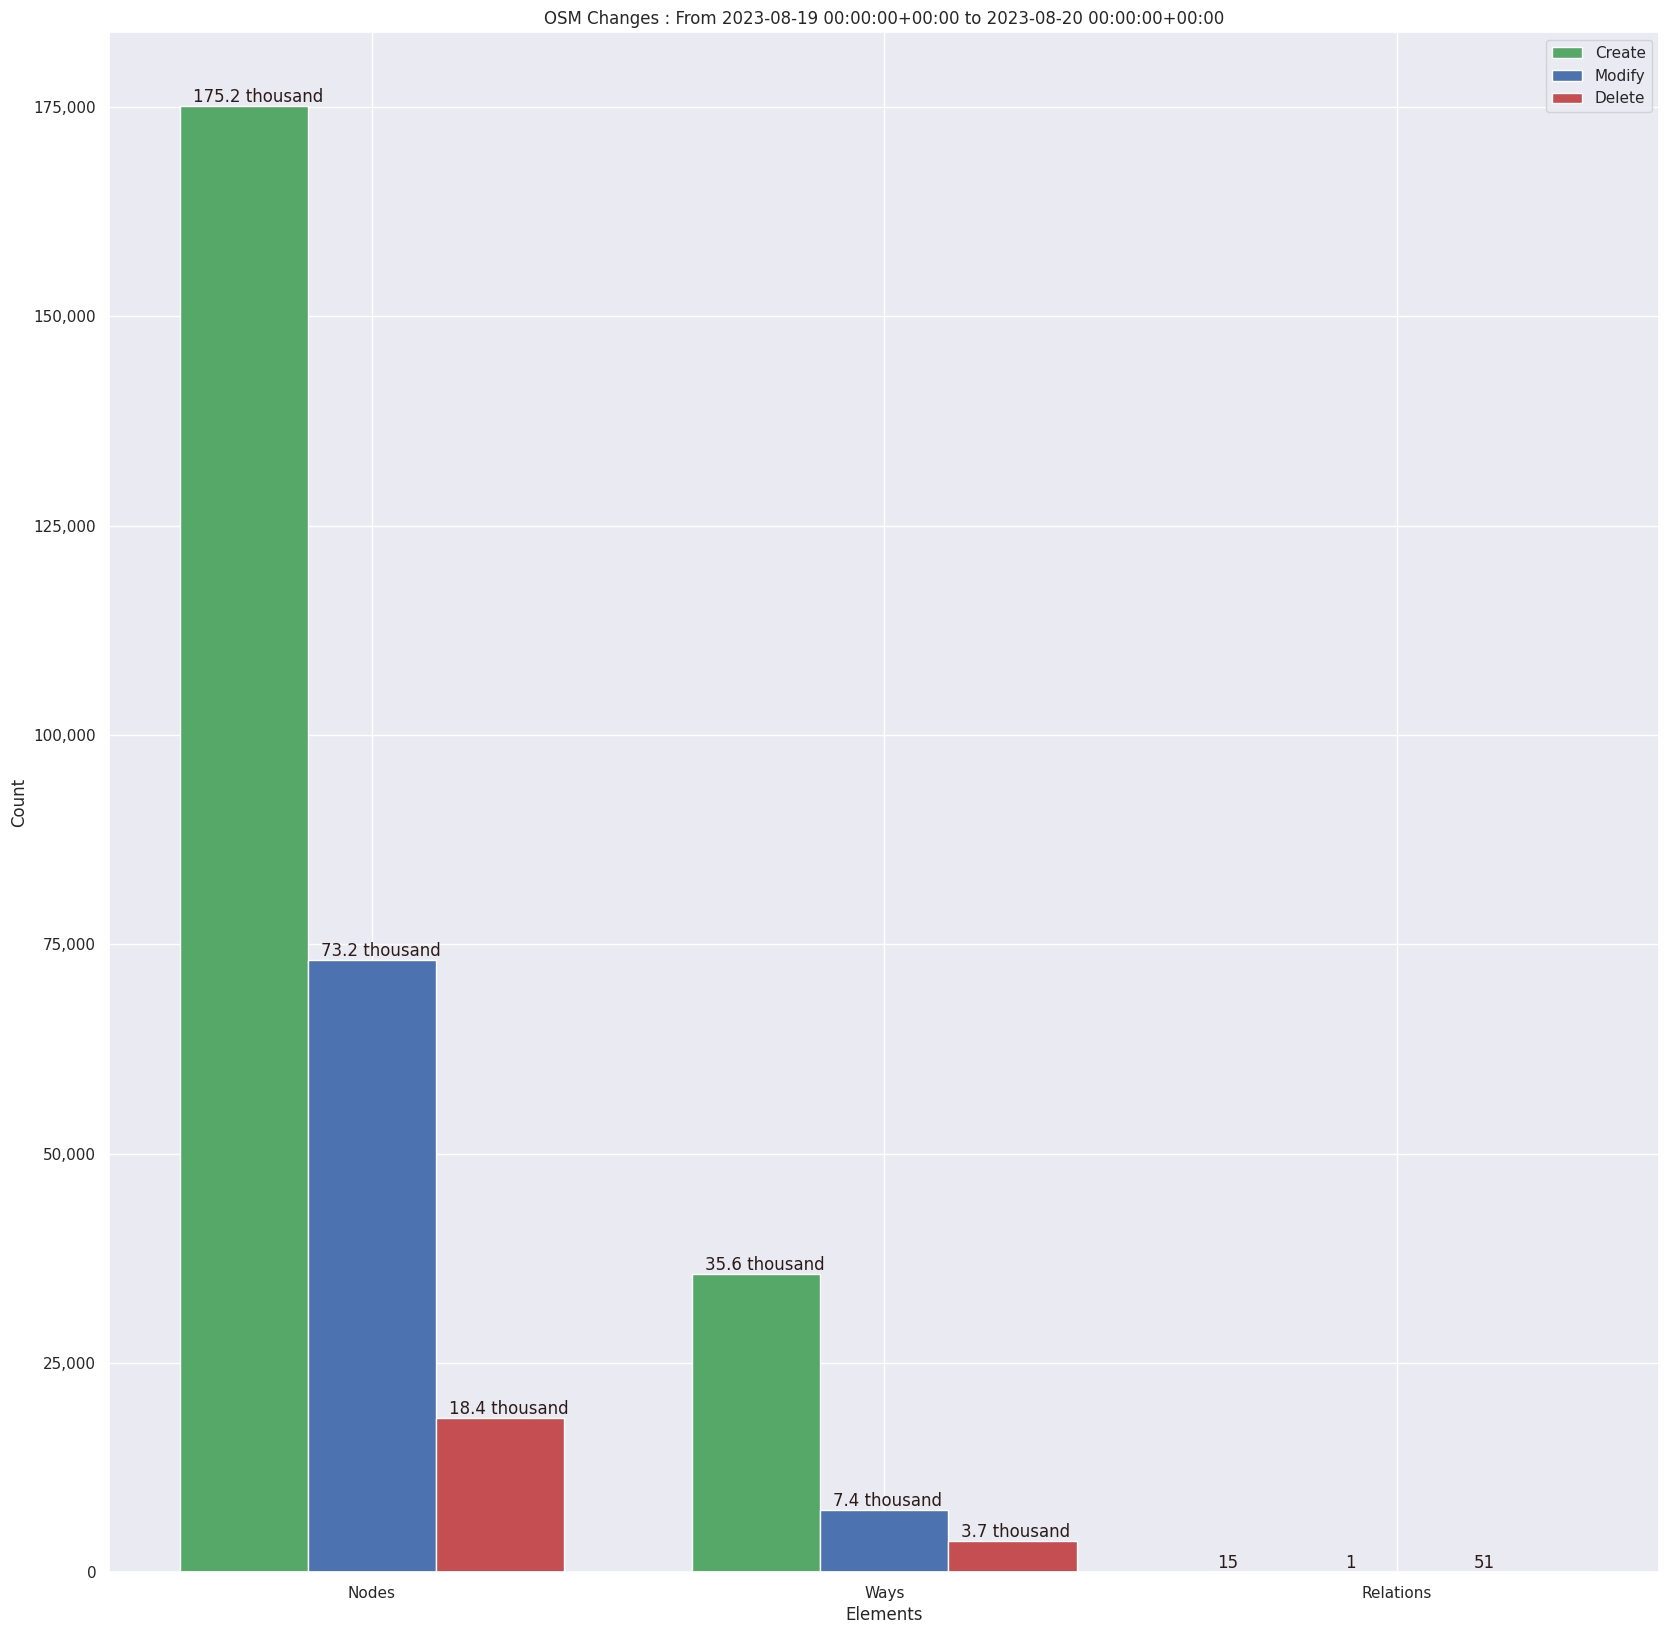 OSM Changes : From 2023-08-19 00:00:00+00:00 to 2023-08-20 00:00:00+00:00
Create
Modify
Delete
175.2 thousand
73.2 thousand
18.4 thousand
35.6 thousand
7.4 thousand
3.7 thousand
15
1
51
175,000
150,000
125,000
100,000
75,000
50,000
25,000
0
Count
Nodes
Ways
Relations
Elements